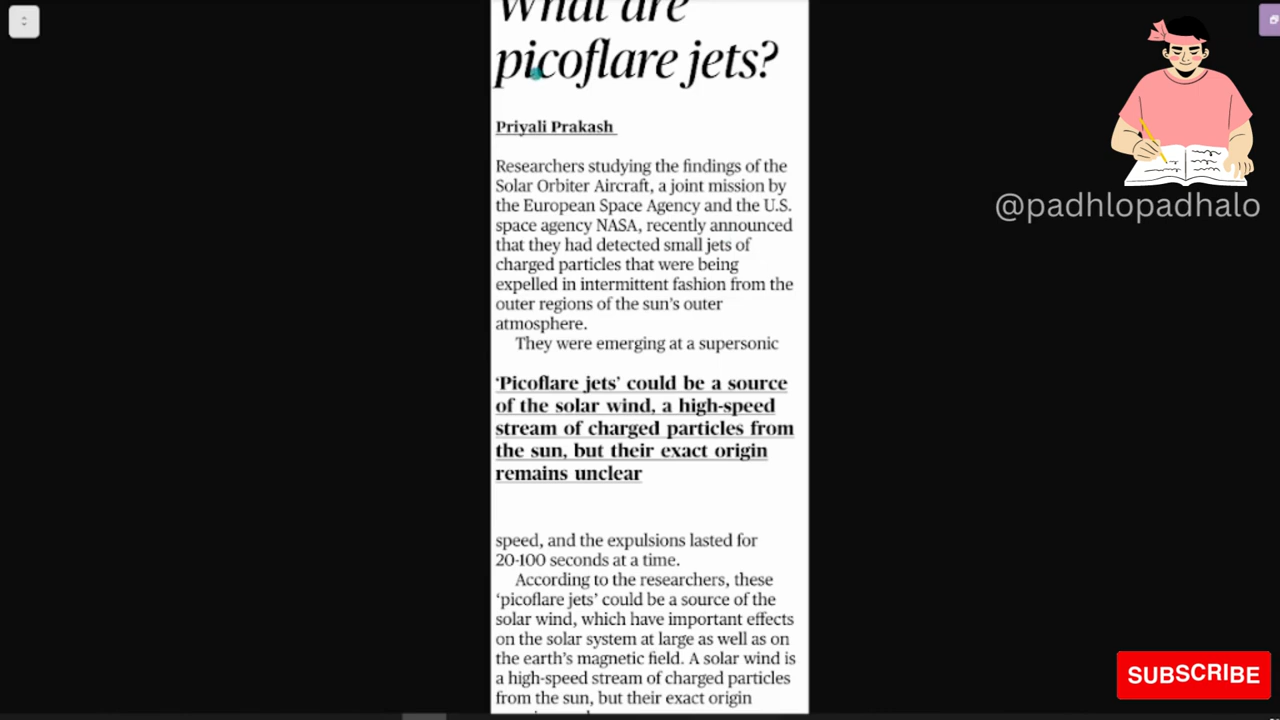 What are
picoflare jets?
@padhlopadhalo
Priyali Prakash
Researchers studying the findings of the
Solar Orbiter Aircraft, a joint mission by
the European Space Agency and the U.S.
space agency NASA, recently announced
that they had detected small jets of
charged particles that were being
expelled in intermittent fashion from the
outer regions of the sun's outer
atmosphere.
They were emerging at a supersonic
‘Picoflare jets’ could be a source
of the solar wind, a high-speed
stream of charged particles from
the sun, but their exact origin
remains unclear
speed, and the expulsions lasted for
20-100 seconds at a time.
According to the researchers, these
‘picoflare jets’ could be a source of the
solar wind, which have important effects
on the solar system at large as well as on
the earth's magnetic field. A solar wind is
a high-speed stream of charged particles
from the sun, but their exact origin
SUBSCRIBE